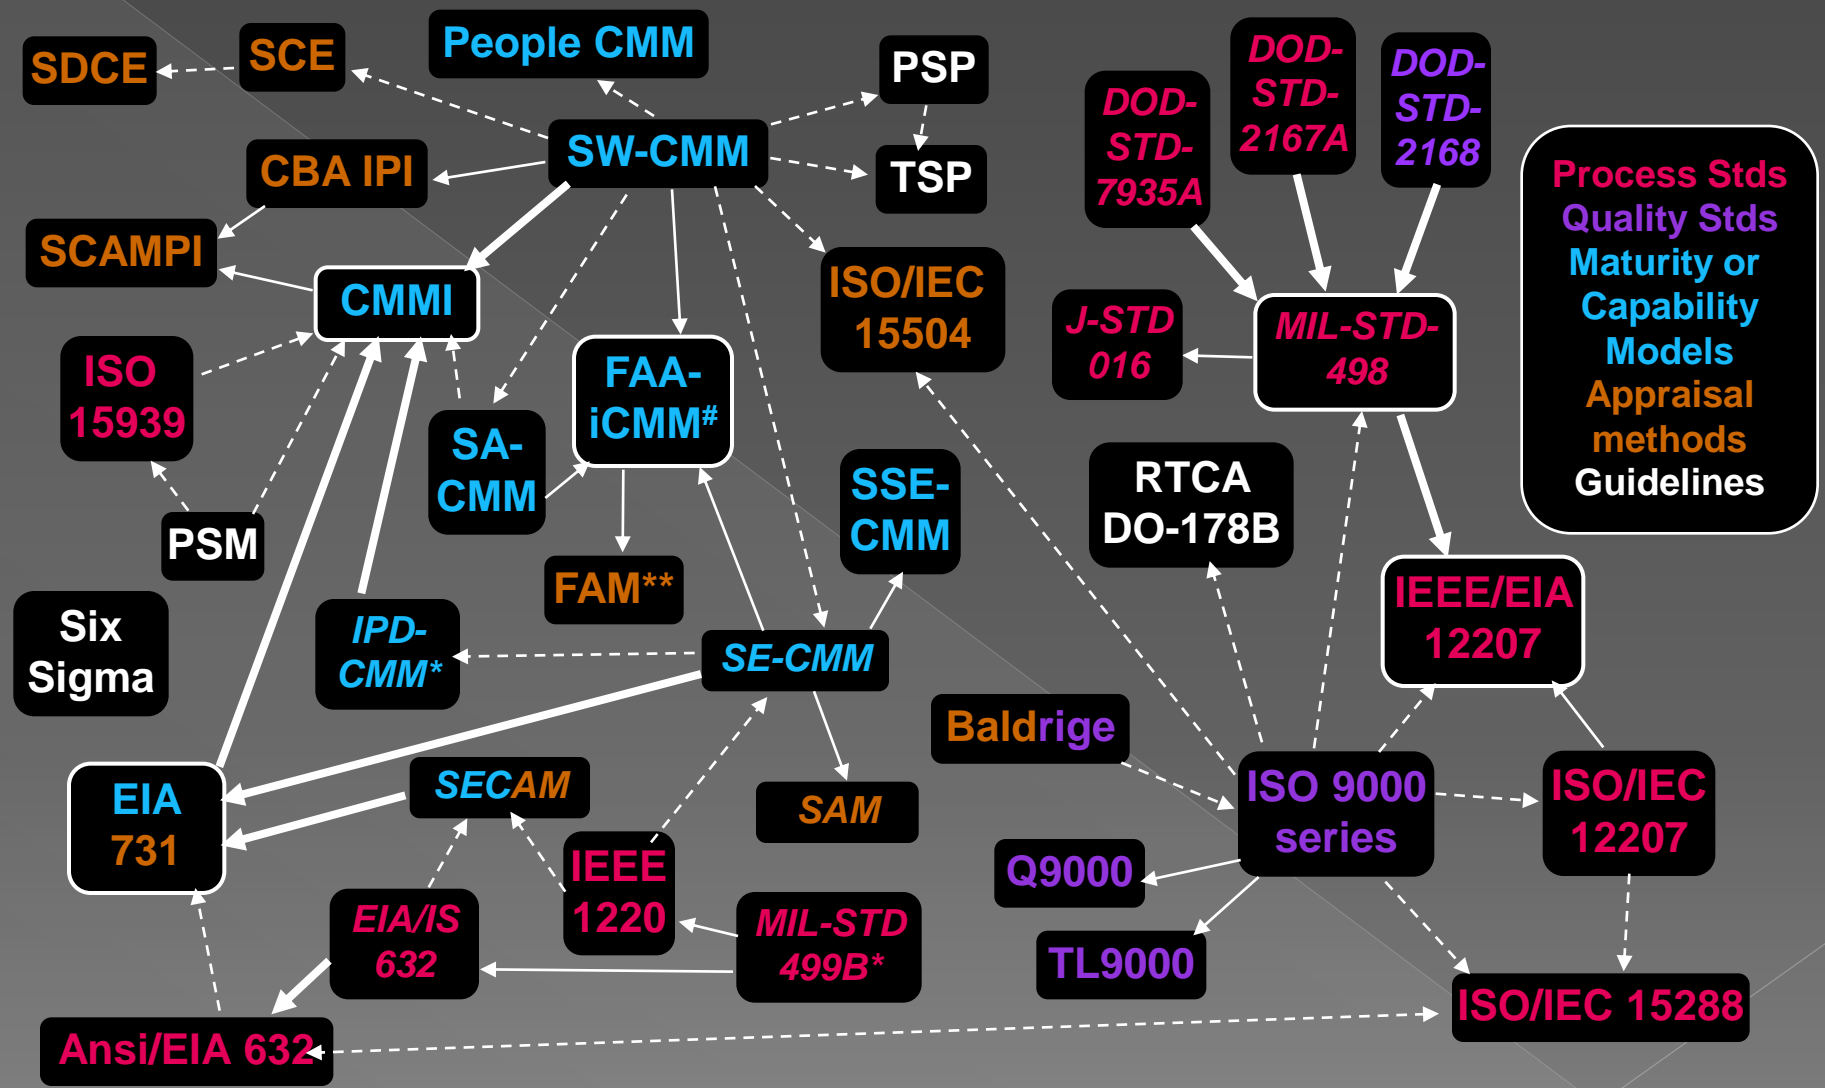 People CMM
SCE
SDCE
PSP
DOD-
STD-
2167A
DOD-
STD-
2168
DOD-
STD-
7935A
SW-CMM
CBA IPI
TSP
Process Stds
Quality Stds
Maturity or
Capability
Models
Appraisal
methods
Guidelines
SCAMPI
CMMI
ISO/IEC
15504
J-STD
016
MIL-STD-
498
ISO
15939
FAA-
iCMM#
SA-
CMM
SSE-
CMM
RTCA
DO-178B
PSM
FAM**
IEEE/EIA
12207
Six
Sigma
IPD-
CMM*
SE-CMM
Baldrige
EIA
731
SECAM
SAM
ISO 9000
series
ISO/IEC
12207
IEEE
1220
Q9000
EIA/IS
632
MIL-STD
499B*
TL9000
Ansi/EIA 632
ISO/IEC 15288